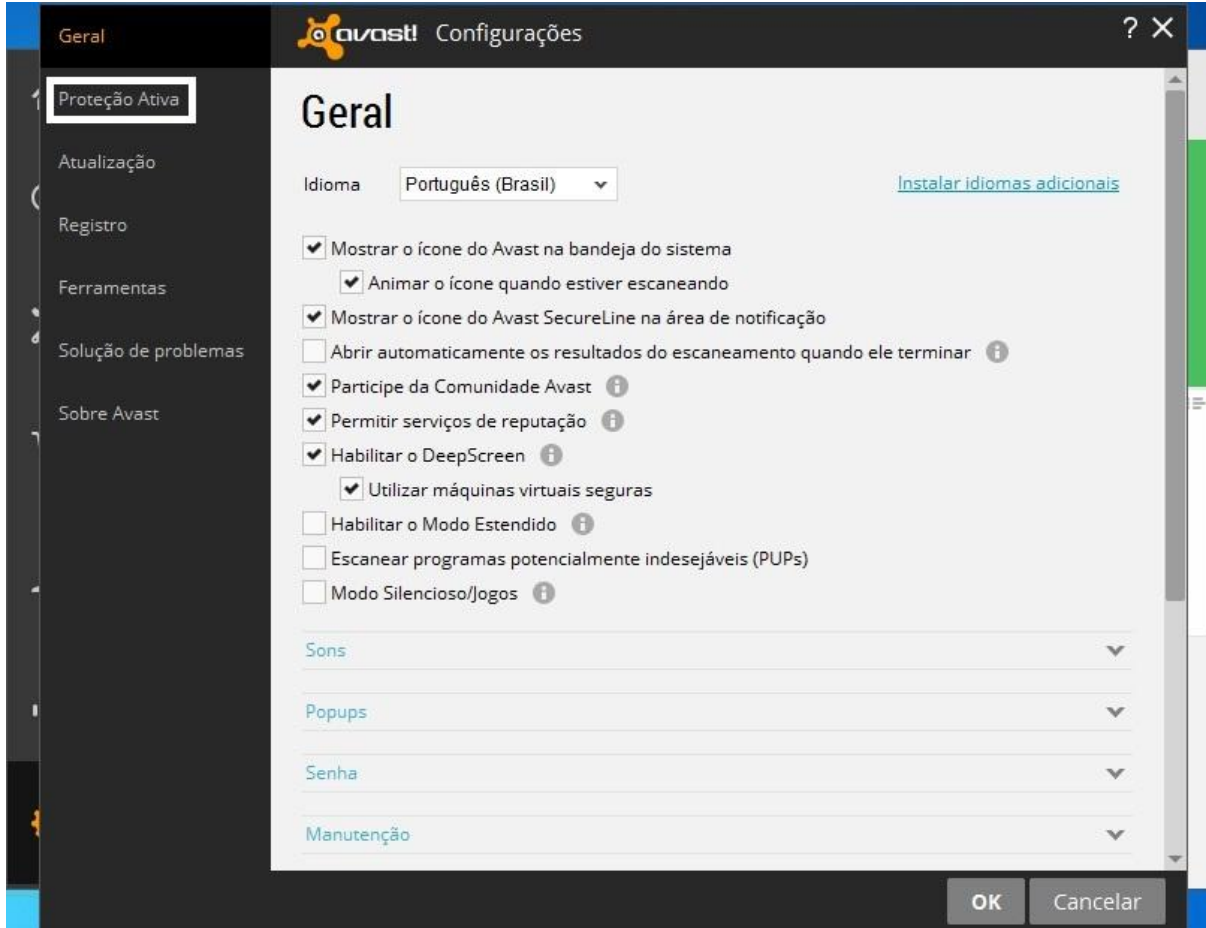 Geral
avast! Configurações
?
Proteção Ativa
Atualização
Registro
Ferramentas
Solução de problemas
Sobre Avast
Geral
Idioma Português (Brasil) Instalar idiomas adicionais
Mostrar o ícone do Avast na bandeja do sistema
Animar o ícone quando estiver escaneando
Mostrar o ícone do Avast SecureLine na área de notificação
Abrir automaticamente os resultados do escaneamento quando ele terminar
Participe da Comunidade Avast
Permitir serviços de reputação
Habilitar o DeepScreen
Utilizar máquinas virtuais seguras
Habilitar o Modo Estendido
Escanear programas potencialmente indesejáveis (PUPs)
Modo Silencioso/Jogos
Sons
Popups
Senha
Manutenção
OK Cancelar